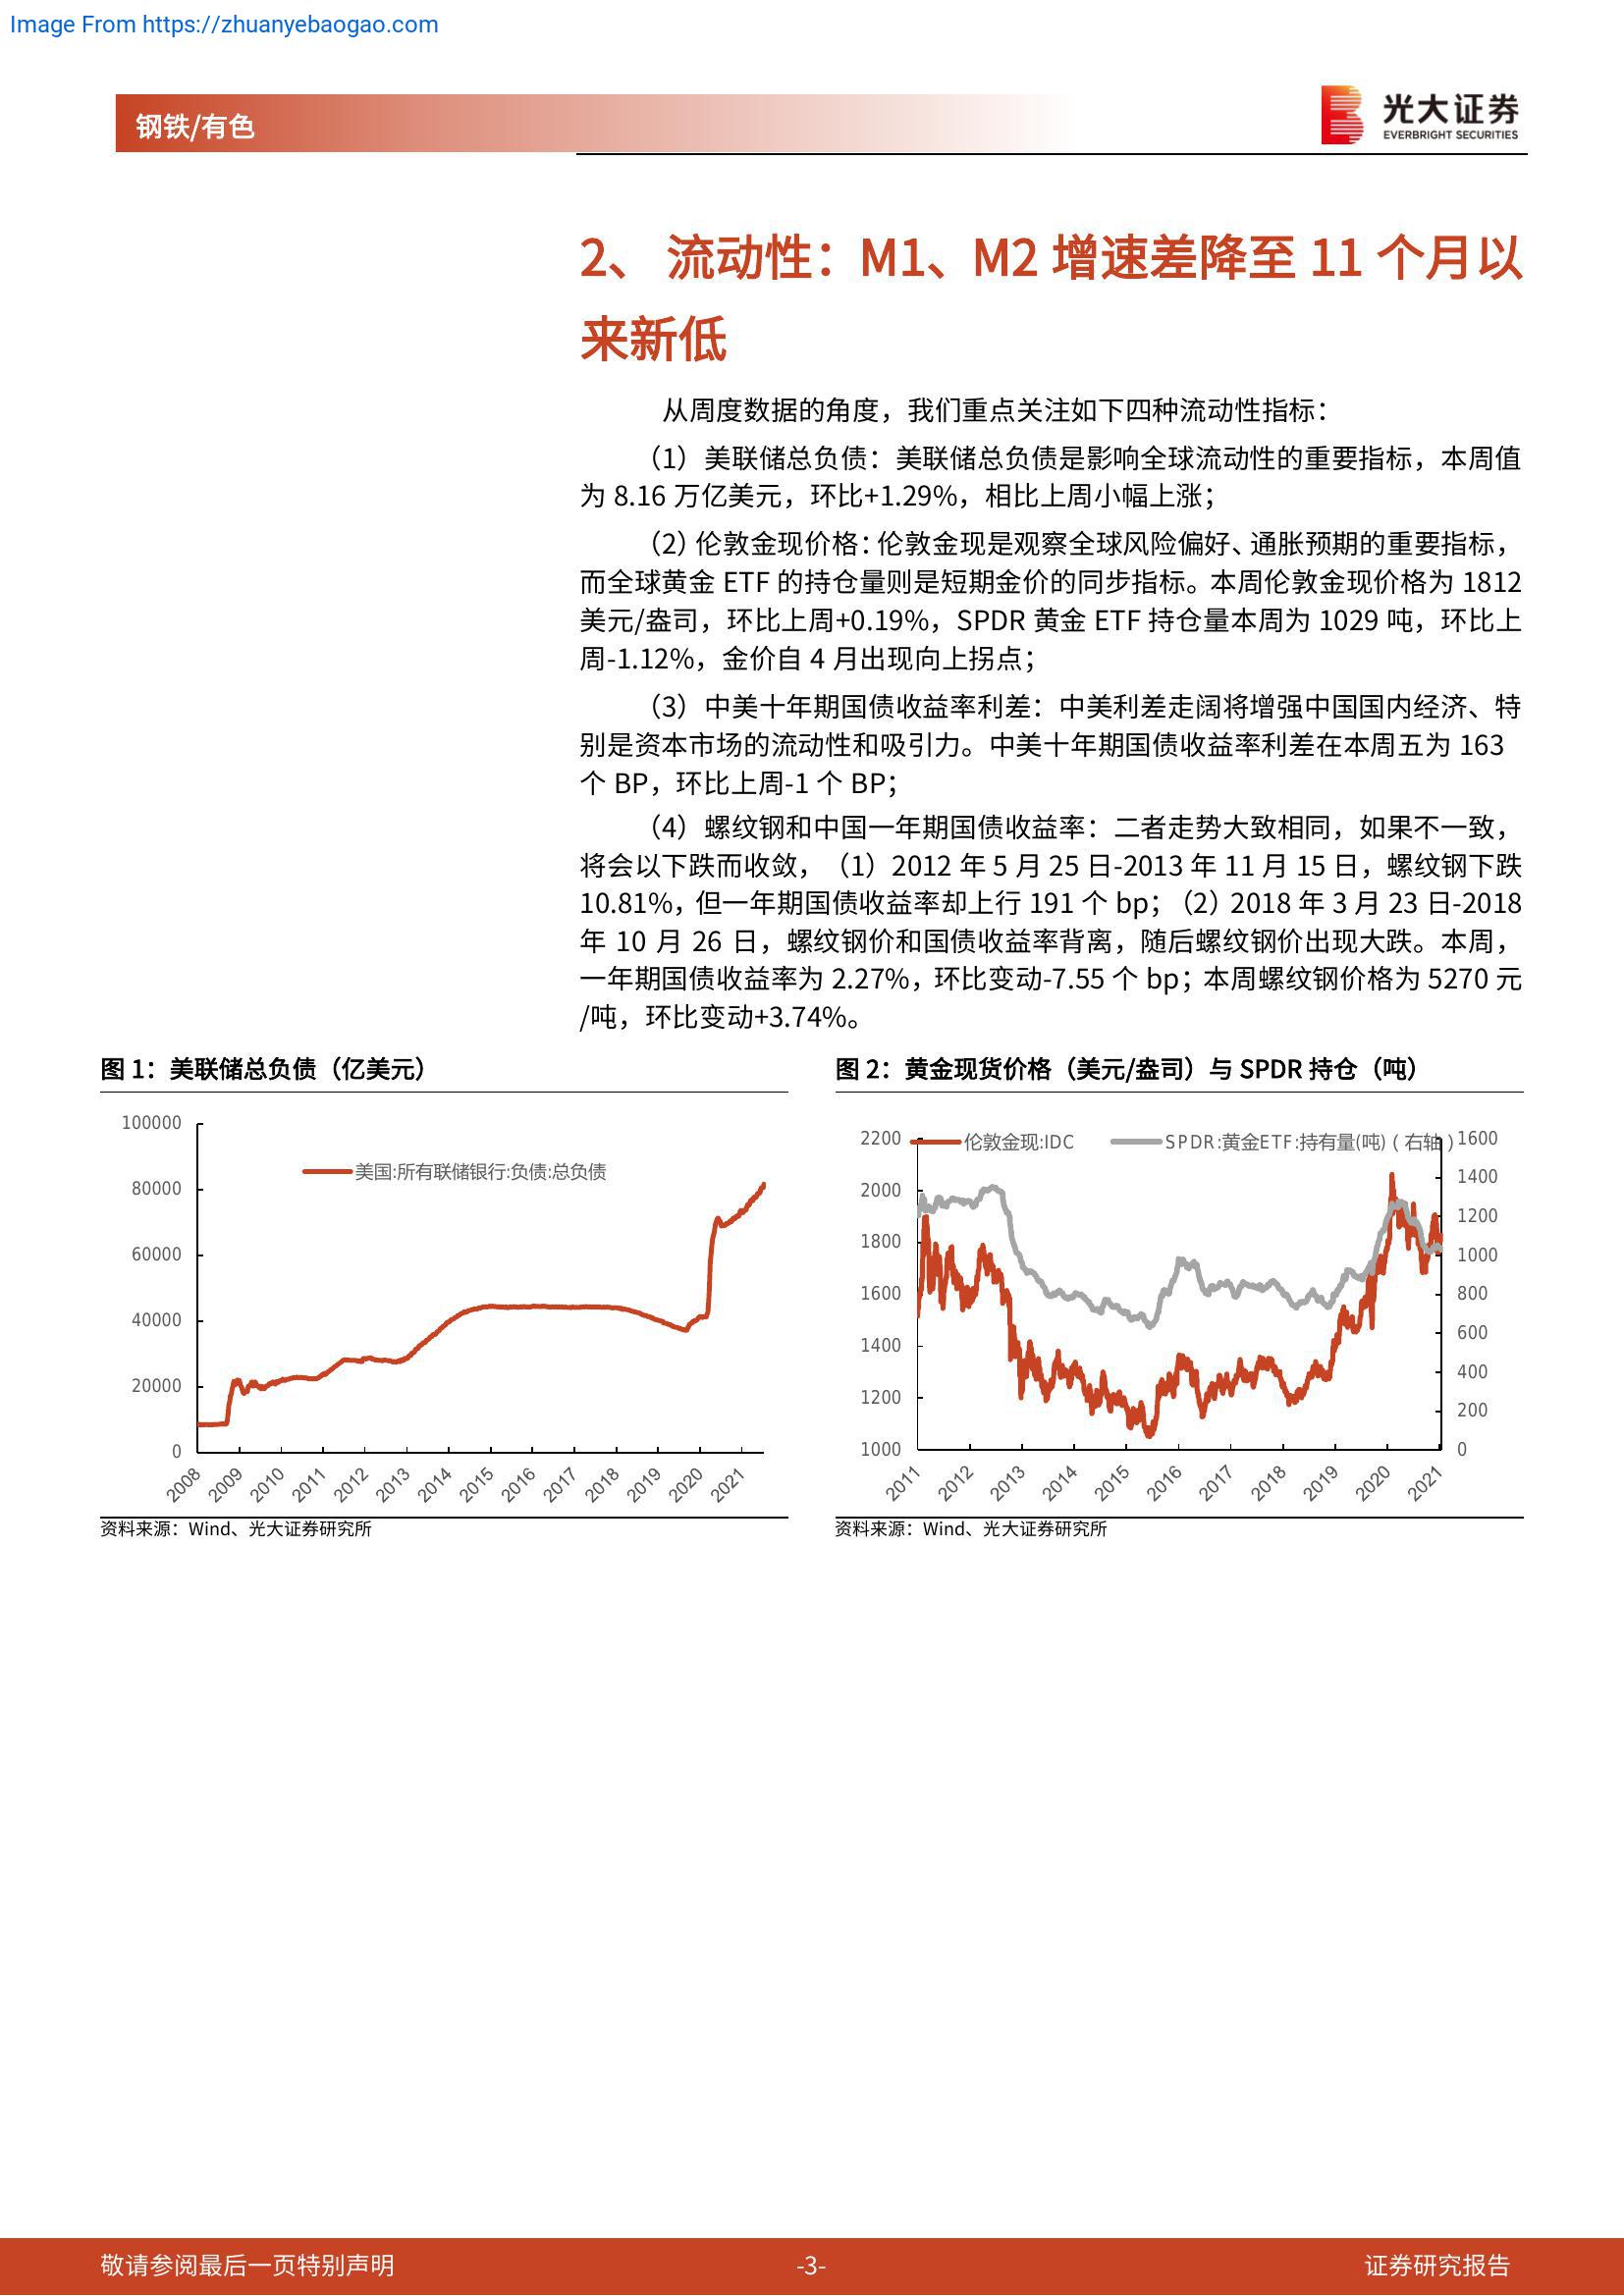 Image From https://zhuanyebaogao.com
钢铁/有色
光大证券
EVERBRIGHT SECURITIES
2、 流动性：M1、M2 增速差降至 11 个月以
来新低
从周度数据的角度，我们重点关注如下四种流动性指标：
（1）美联储总负债：美联储总负债是影响全球流动性的重要指标，本周值
为 8.16 万亿美元，环比+1.29%，相比上周小幅上涨；
（2）伦敦金现价格：伦敦金现是观察全球风险偏好、通胀预期的重要指标，
而全球黄金 ETF 的持仓量则是短期金价的同步指标。本周伦敦金现价格为 1812
美元/盎司，环比上周+0.19%，SPDR 黄金 ETF 持仓量本周为 1029 吨，环比上
周-1.12%，金价自 4 月出现向上拐点；
（3）中美十年期国债收益率利差：中美利差走阔将增强中国国内经济、特
别是资本市场的流动性和吸引力。中美十年期国债收益率利差在本周五为 163
个 BP，环比上周-1 个 BP；
（4）螺纹钢和中国一年期国债收益率：二者走势大致相同，如果不一致，
将会以下跌而收敛，（1）2012 年 5 月 25 日-2013 年 11 月 15 日，螺纹钢下跌
10.81%，但一年期国债收益率却上行 191 个 bp；（2）2018 年 3 月 23 日-2018
年 10 月 26 日，螺纹钢价和国债收益率背离，随后螺纹钢价出现大跌。本周，
一年期国债收益率为 2.27%，环比变动-7.55 个 bp；本周螺纹钢价格为 5270 元
/吨，环比变动+3.74%。
图 1：美联储总负债（亿美元）
100000
80000
60000
40000
20000
0
美国:所有联储银行:负债:总负债
2008 2009 2010 2011 2012 2013 2014 2015 2016 2017 2018 2019 2020 2021
资料来源：Wind、光大证券研究所
图 2：黄金现货价格（美元/盎司）与 SPDR 持仓（吨）
伦敦金现:IDC SPDR:黄金ETF:持有量(吻)(右轴)
2200
2000
1800
1600
1400
1200
1000
1600
1400
1200
1000
800
600
400
200
0
2011 2012 2013 2014 2015 2016 2017 2018 2019 2020 2021
资料来源：Wind、光大证券研究所
敬请参阅最后一页特别声明
-3-
证券研究报告